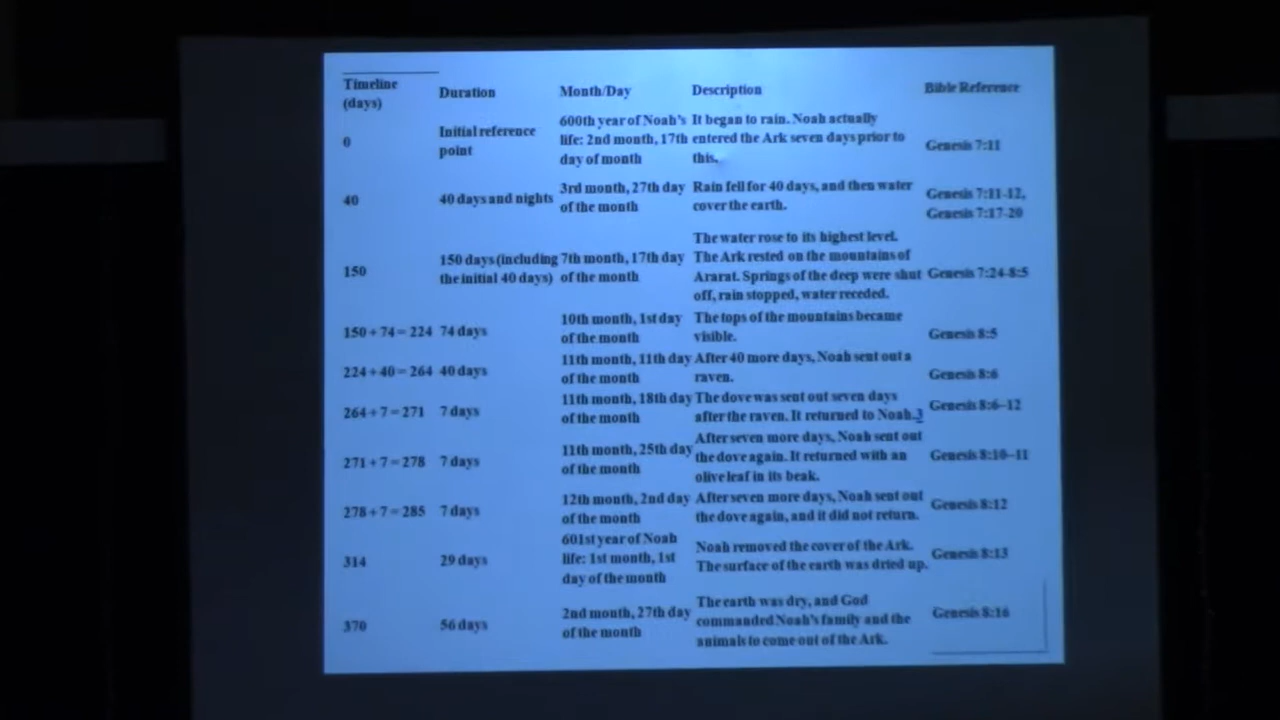 Timeline (days) Duration Month/Day Description Bible Reference
0
Initial reference
point
600th year of Noah's
life: 2nd month, 17th
day of month
It began to rain. Noah actually
entered the Ark seven days prior to
this.
Genesis 7:11
40
40 days and nights
3rd month, 27th day
of the month
Rain fell for 40 days, and then water
cover the earth.
Genesis 7:11-12,
Genesis 7:17-20
150
150 days (including
the initial 40 days)
7th month, 17th day
of the month
The water rose to its highest level.
The Ark rested on the mountains of
Ararat. Springs of the deep were shut
off, rain stopped, water receded.
Genesis 7:24-8:5
150 + 74 = 224
74 days
10th month, 1st day
of the month
The tops of the mountains became
visible.
Genesis 8:5
224 + 40 = 264
40 days
11th month, 11th day
of the month
After 40 more days, Noah sent out a
raven.
Genesis 8:6
264 + 7 = 271
7 days
11th month, 18th day
of the month
The dove was sent out seven days
after the raven. It returned to Noah.3
Genesis 8:6–12
271 + 7 = 278
7 days
11th month, 25th day
of the month
After seven more days, Noah sent out
the dove again. It returned with an
olive leaf in its beak.
Genesis 8:10–11
278 + 7 = 285
7 days
12th month, 2nd day
of the month
After seven more days, Noah sent out
the dove again, and it did not return.
Genesis 8:12
314
29 days
601st year of Noah
life: 1st month, 1st
day of the month
Noah removed the cover of the Ark.
The surface of the earth was dried up.
Genesis 8:13
370
56 days
2nd month, 27th day
of the month
The earth was dry, and God
commanded Noah's family and the
animals to come out of the Ark.
Genesis 8:16